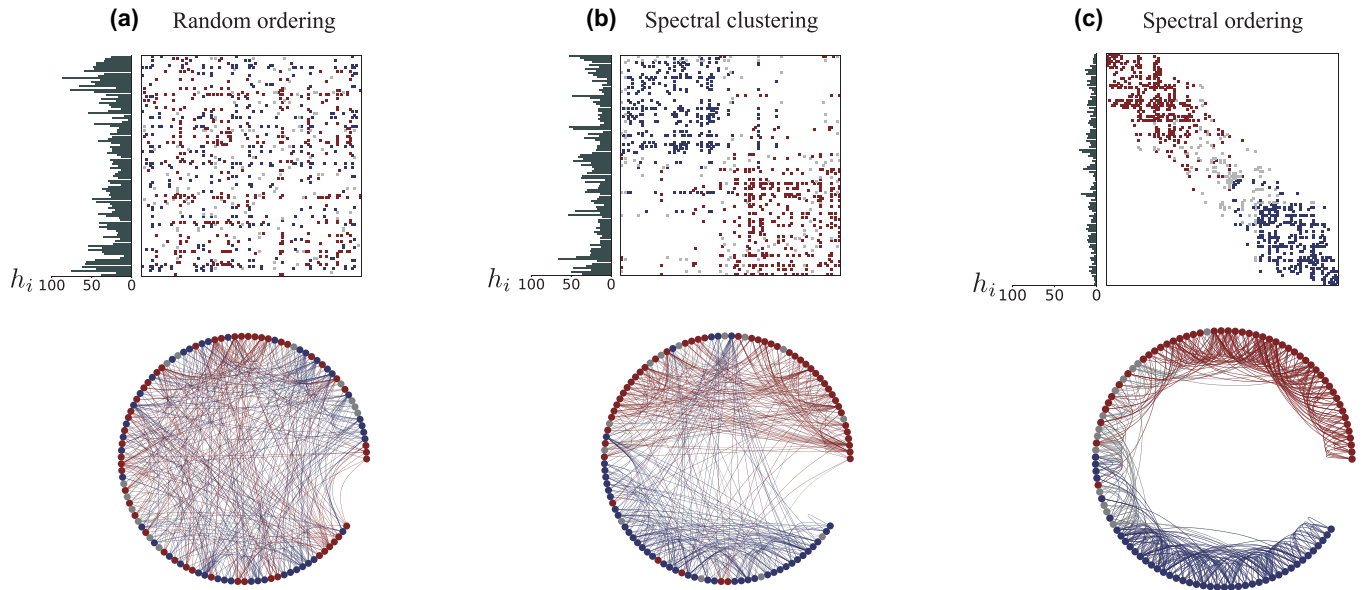 (a) Random ordering
(b) Spectral clustering
(c) Spectral ordering
h_i 100 50 0
h_i 100 50 0
h_i 100 50 0